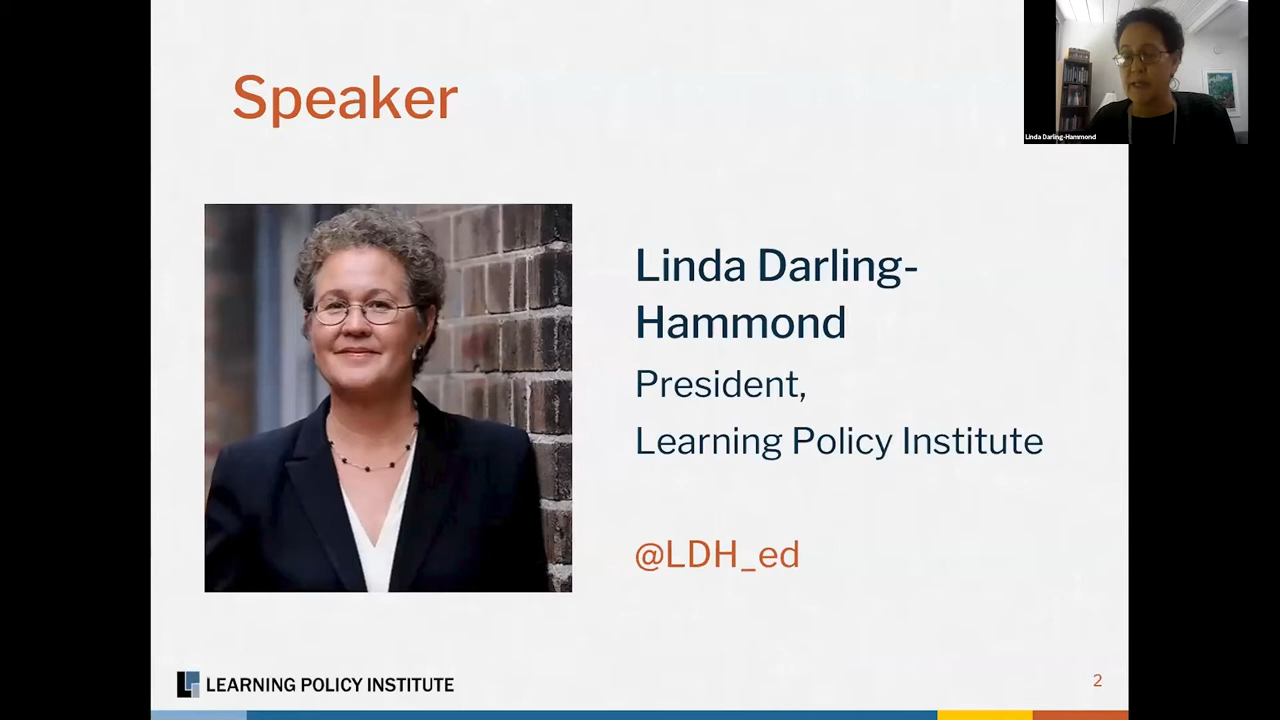 Speaker
Linda Darling-Hammond
Linda Darling-
Hammond
President,
Learning Policy Institute
@LDH_ed
LEARNING POLICY INSTITUTE
2